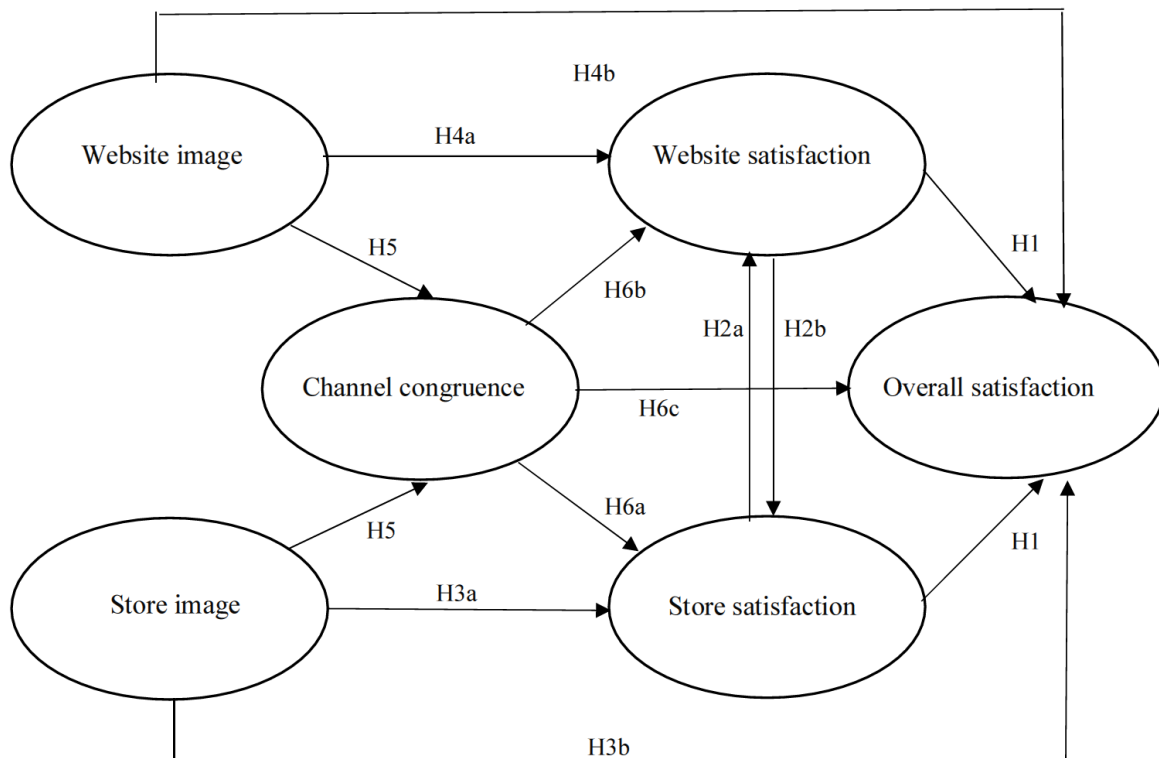 H4b
Website image
H4a
Website satisfaction
H5
H6b
H1
H2a
H2b
Channel congruence
H6c
Overall satisfaction
H6a
H5
H1
Store image
H3a
Store satisfaction
H3b